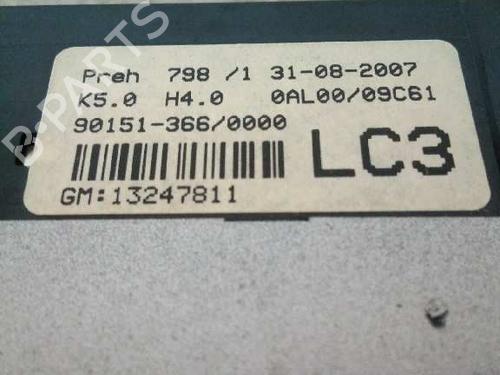 Preh 798 /1 31-08-2007
K5.0 H4.0 0AL00/09C61
90151-366/0000
LC3
GM:13247811
B-PARTS